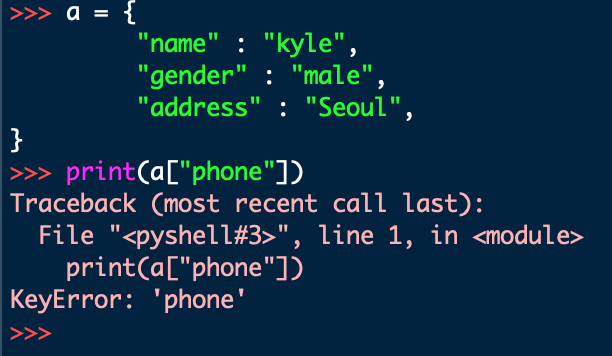 >>> a = {
"name" : "kyle",
"gender" : "male",
"address" : "Seoul",
}
>>> print(a["phone"])
Traceback (most recent call last):
File "<pyshell#3>", line 1, in <module>
print(a["phone"])
KeyError: 'phone'
>>>